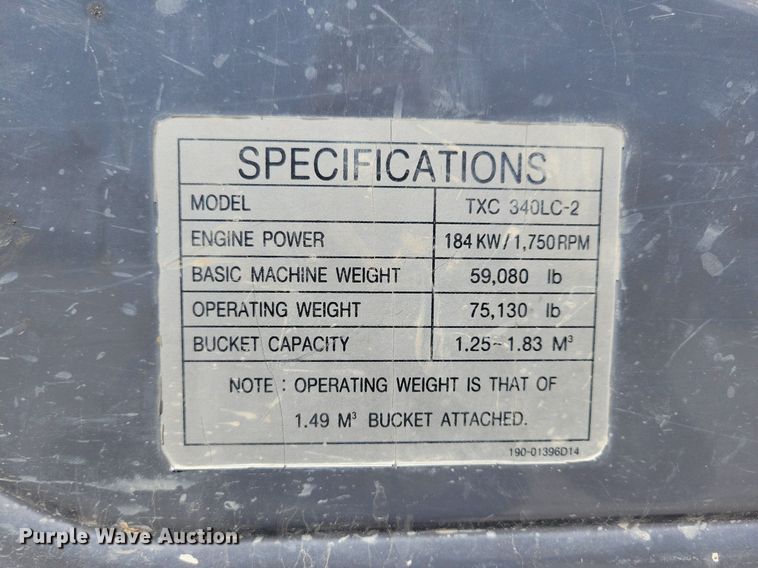 SPECIFICATIONS
MODEL TXC 340LC-2
ENGINE POWER 184 KW / 1,750 RPM
BASIC MACHINE WEIGHT 59,080 lb
OPERATING WEIGHT 75,130 lb
BUCKET CAPACITY 1.25~1.83 M³
NOTE : OPERATING WEIGHT IS THAT OF
1.49 M³ BUCKET ATTACHED.
190-01396D14
Purple Wave Auction